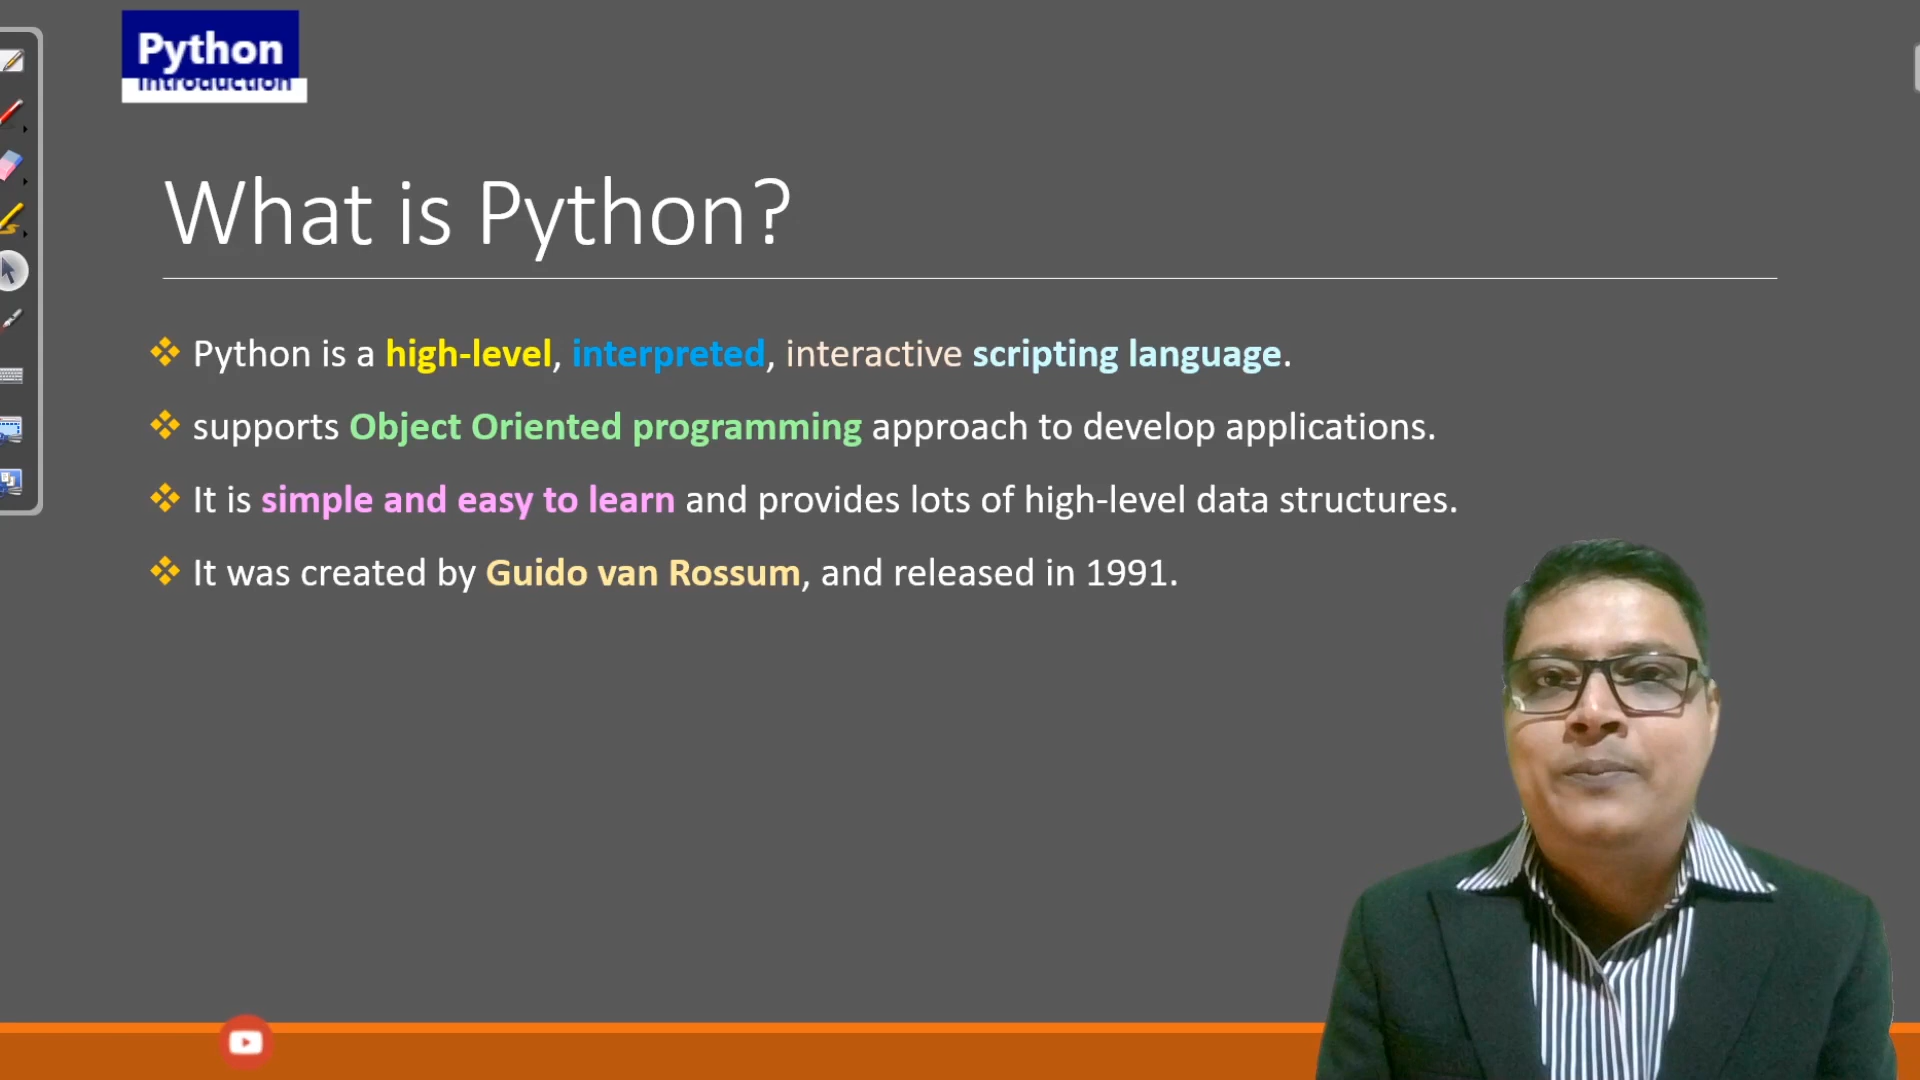 Python
Introduction
What is Python?
Python is a high-level, interpreted, interactive scripting language.
supports Object Oriented programming approach to develop applications.
It is simple and easy to learn and provides lots of high-level data structures.
It was created by Guido van Rossum, and released in 1991.